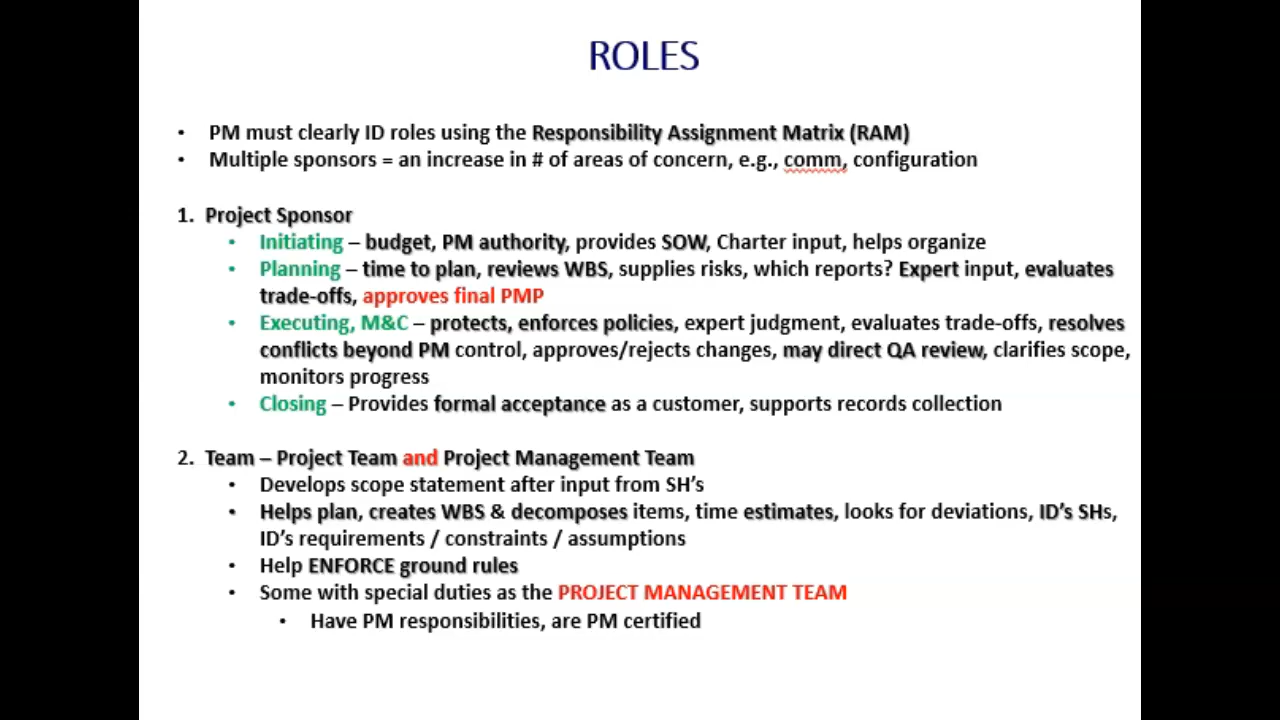 ROLES
• PM must clearly ID roles using the Responsibility Assignment Matrix (RAM)
• Multiple sponsors = an increase in # of areas of concern, e.g., comm, configuration
1. Project Sponsor
• Initiating – budget, PM authority, provides SOW, Charter input, helps organize
• Planning – time to plan, reviews WBS, supplies risks, which reports? Expert input, evaluates
trade-offs, approves final PMP
• Executing, M&C – protects, enforces policies, expert judgment, evaluates trade-offs, resolves
conflicts beyond PM control, approves/rejects changes, may direct QA review, clarifies scope,
monitors progress
• Closing – Provides formal acceptance as a customer, supports records collection
2. Team – Project Team and Project Management Team
• Develops scope statement after input from SH’s
• Helps plan, creates WBS & decomposes items, time estimates, looks for deviations, ID’s SHs,
ID’s requirements / constraints / assumptions
• Help ENFORCE ground rules
• Some with special duties as the PROJECT MANAGEMENT TEAM
• Have PM responsibilities, are PM certified